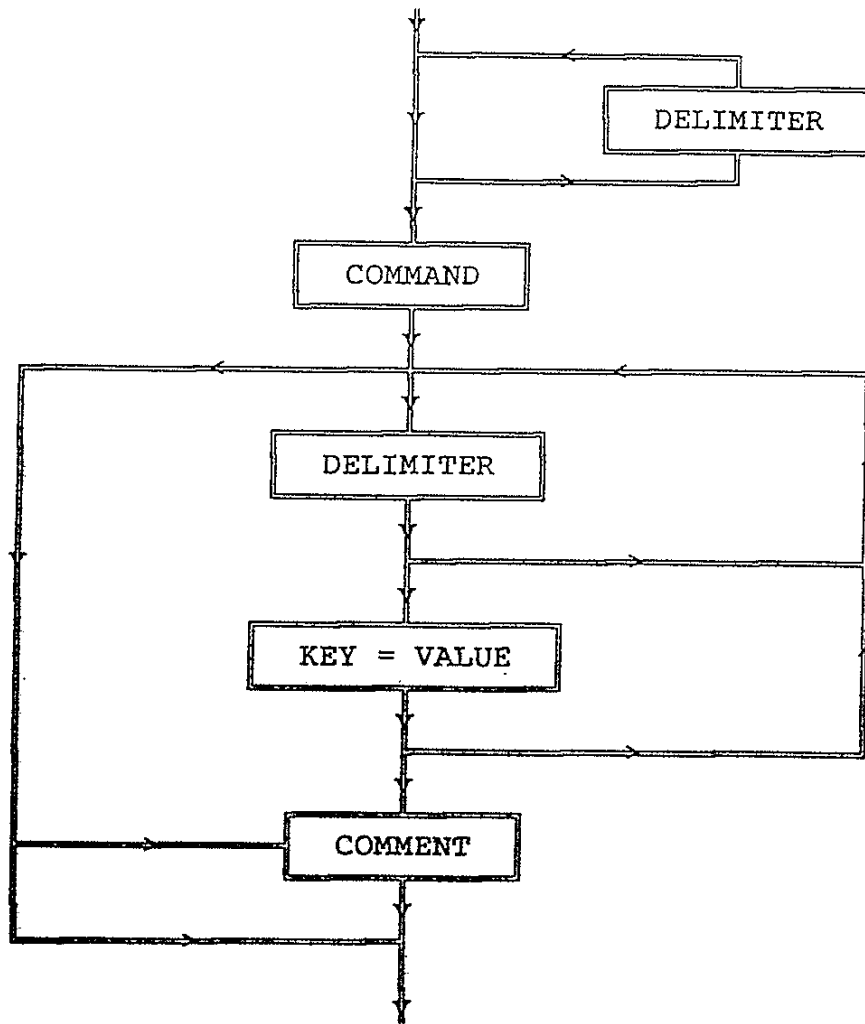 DELIMITER
COMMAND
DELIMITER
KEY = VALUE
COMMENT